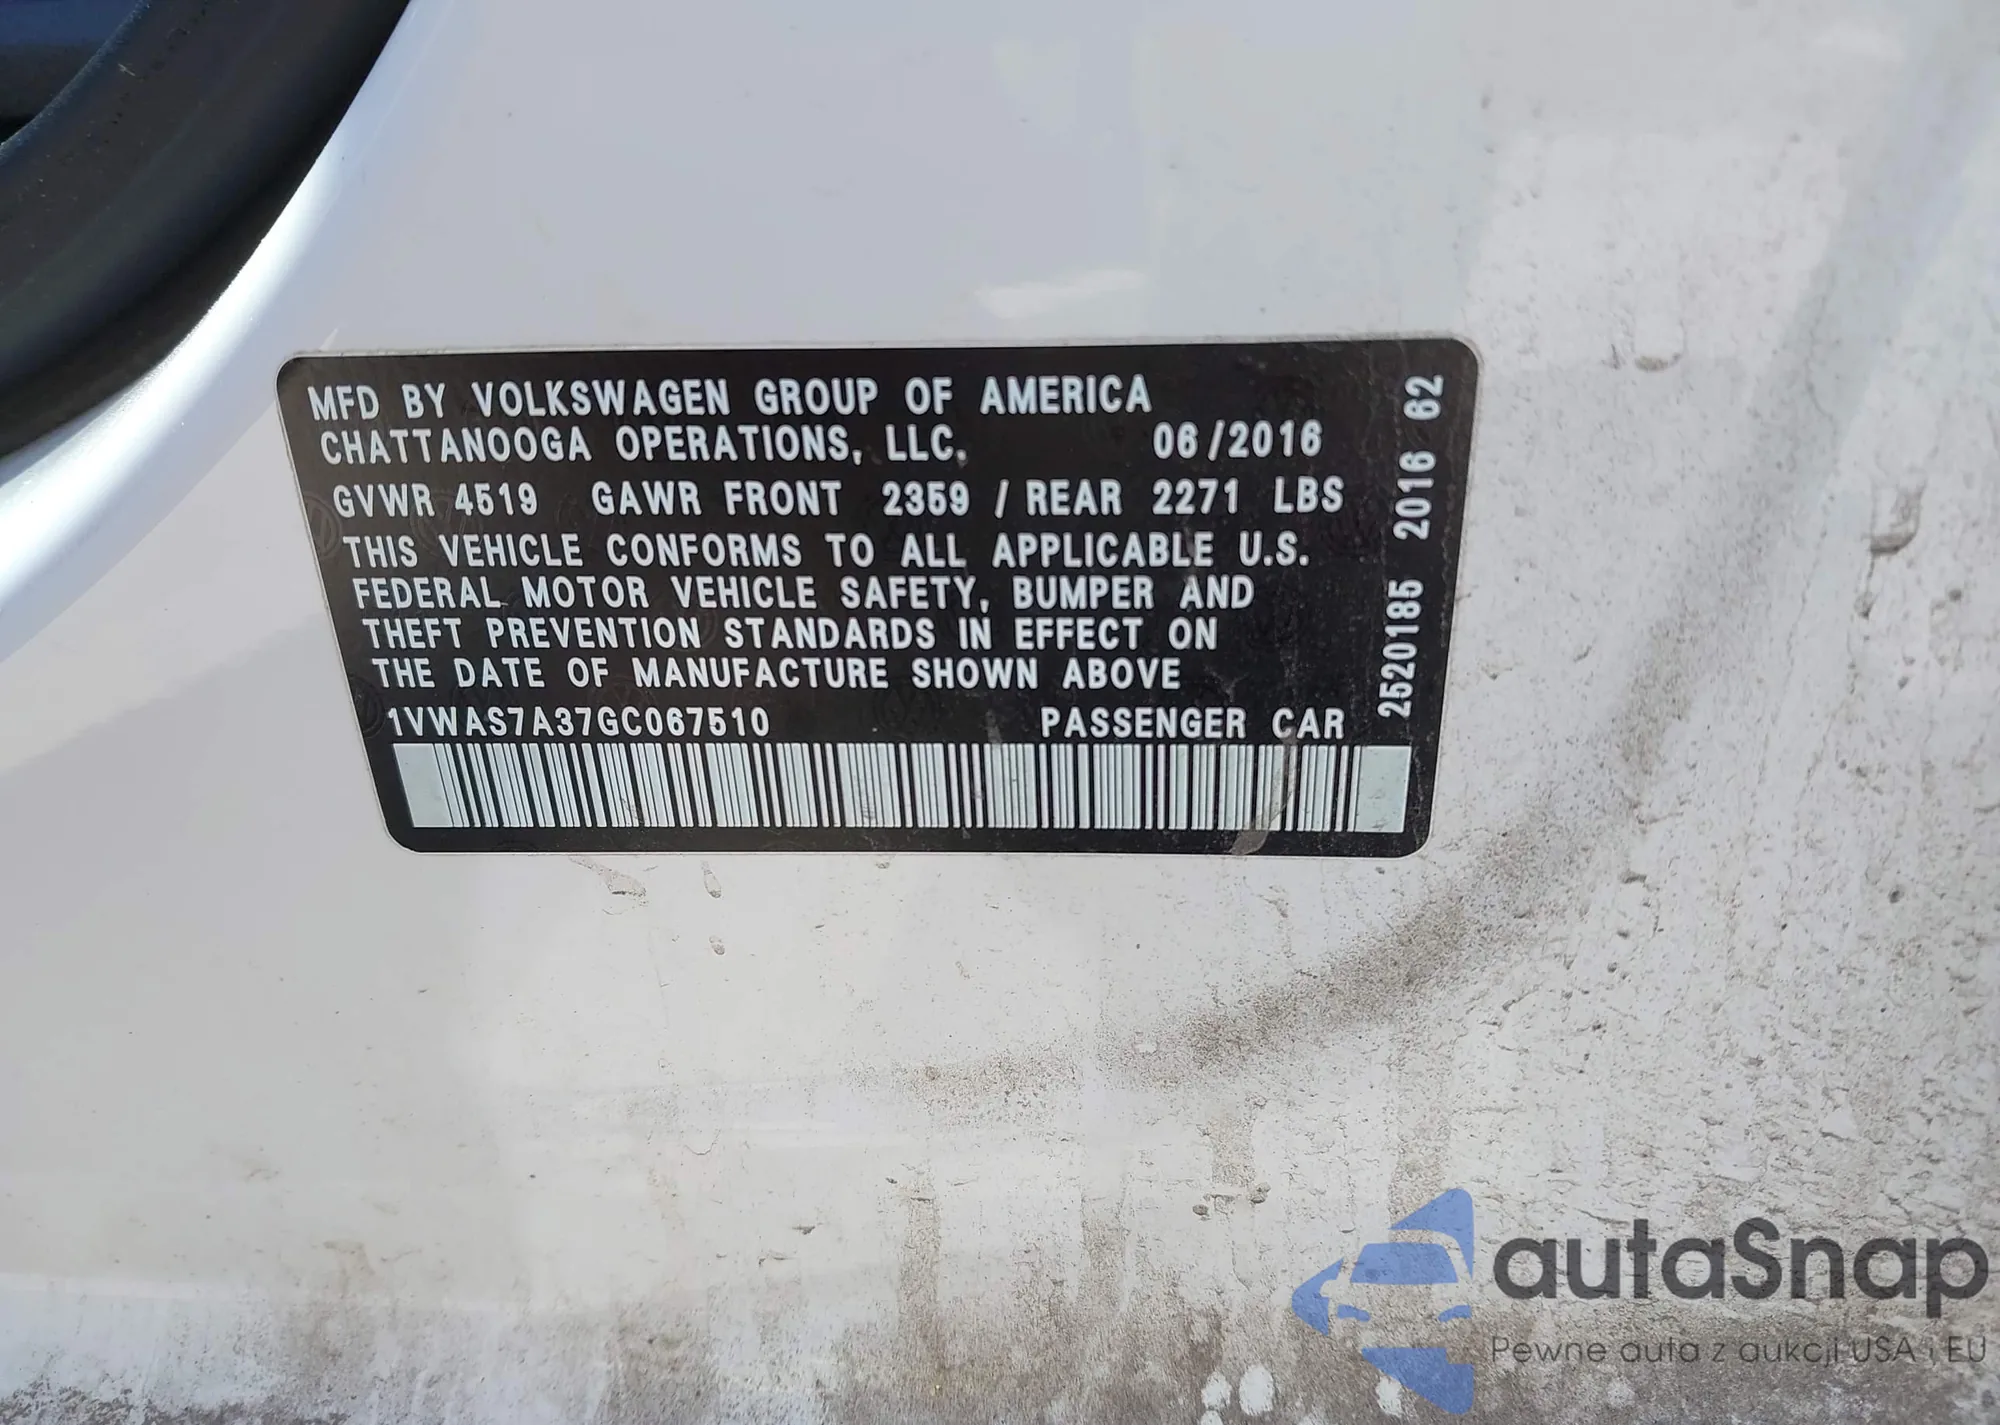 MFD BY VOLKSWAGEN GROUP OF AMERICA
CHATTANOOGA OPERATIONS, LLC. 06/2016
GVWR 4519 GAWR FRONT 2359 / REAR 2271 LBS
THIS VEHICLE CONFORMS TO ALL APPLICABLE U.S.
FEDERAL MOTOR VEHICLE SAFETY, BUMPER AND
THEFT PREVENTION STANDARDS IN EFFECT ON
THE DATE OF MANUFACTURE SHOWN ABOVE
1VWAS7A37GC067510 PASSENGER CAR
2520185 2016 62
autaSnap
Pewne auta z aukcji USA i EU